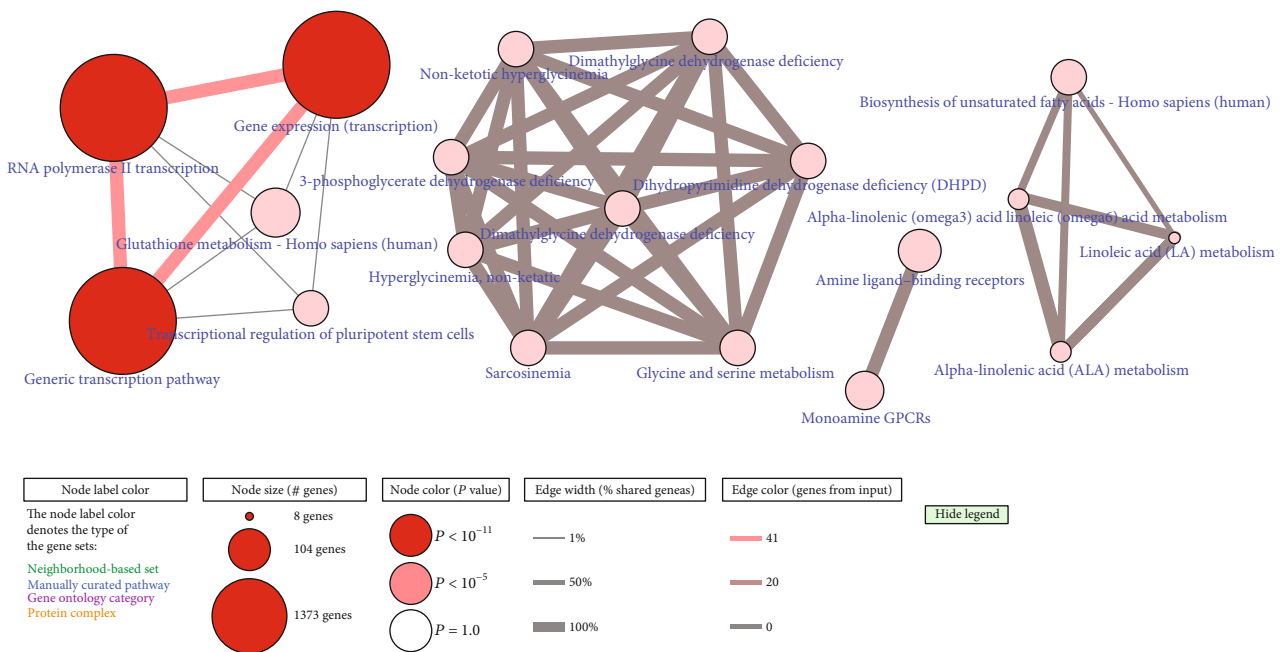 Non-ketotic hyperglycinemia
Dimathylglycine dehydrogenase deficiency
Biosynthesis of unsaturated fatty acids - Homo sapiens (human)
Gene expression (transcription)
RNA polymerase II transcription
3-phosphoglycerate dehydrogenase deficiency
Dihydropyrimidine dehydrogenase deficiency (DHPD)
Alpha-linolenic (omega3) acid linoleic (omega6) acid metabolism
Glutathione metabolism - Homo sapiens (human)
Dimathylglycine dehydrogenase deficiency
Linoleic acid (LA) metabolism
Hyperglycinemia, non-ketatic
Amine ligand-binding receptors
Transcriptional regulation of pluripotent stem cells
Generic transcription pathway
Sarcosinemia
Glycine and serine metabolism
Alpha-linolenic acid (ALA) metabolism
Monoamine GPCRs
Node label color
The node label color
denotes the type of
the gene sets:
Neighborhood-based set
Manually curated pathway
Gene ontology category
Protein complex
Node size (# genes)
8 genes
104 genes
1373 genes
Node color (P value)
P < 10⁻¹¹
P < 10⁻⁵
P = 1.0
Edge width (% shared geneas)
1%
50%
100%
Edge color (genes from input)
41
20
0
Hide legend